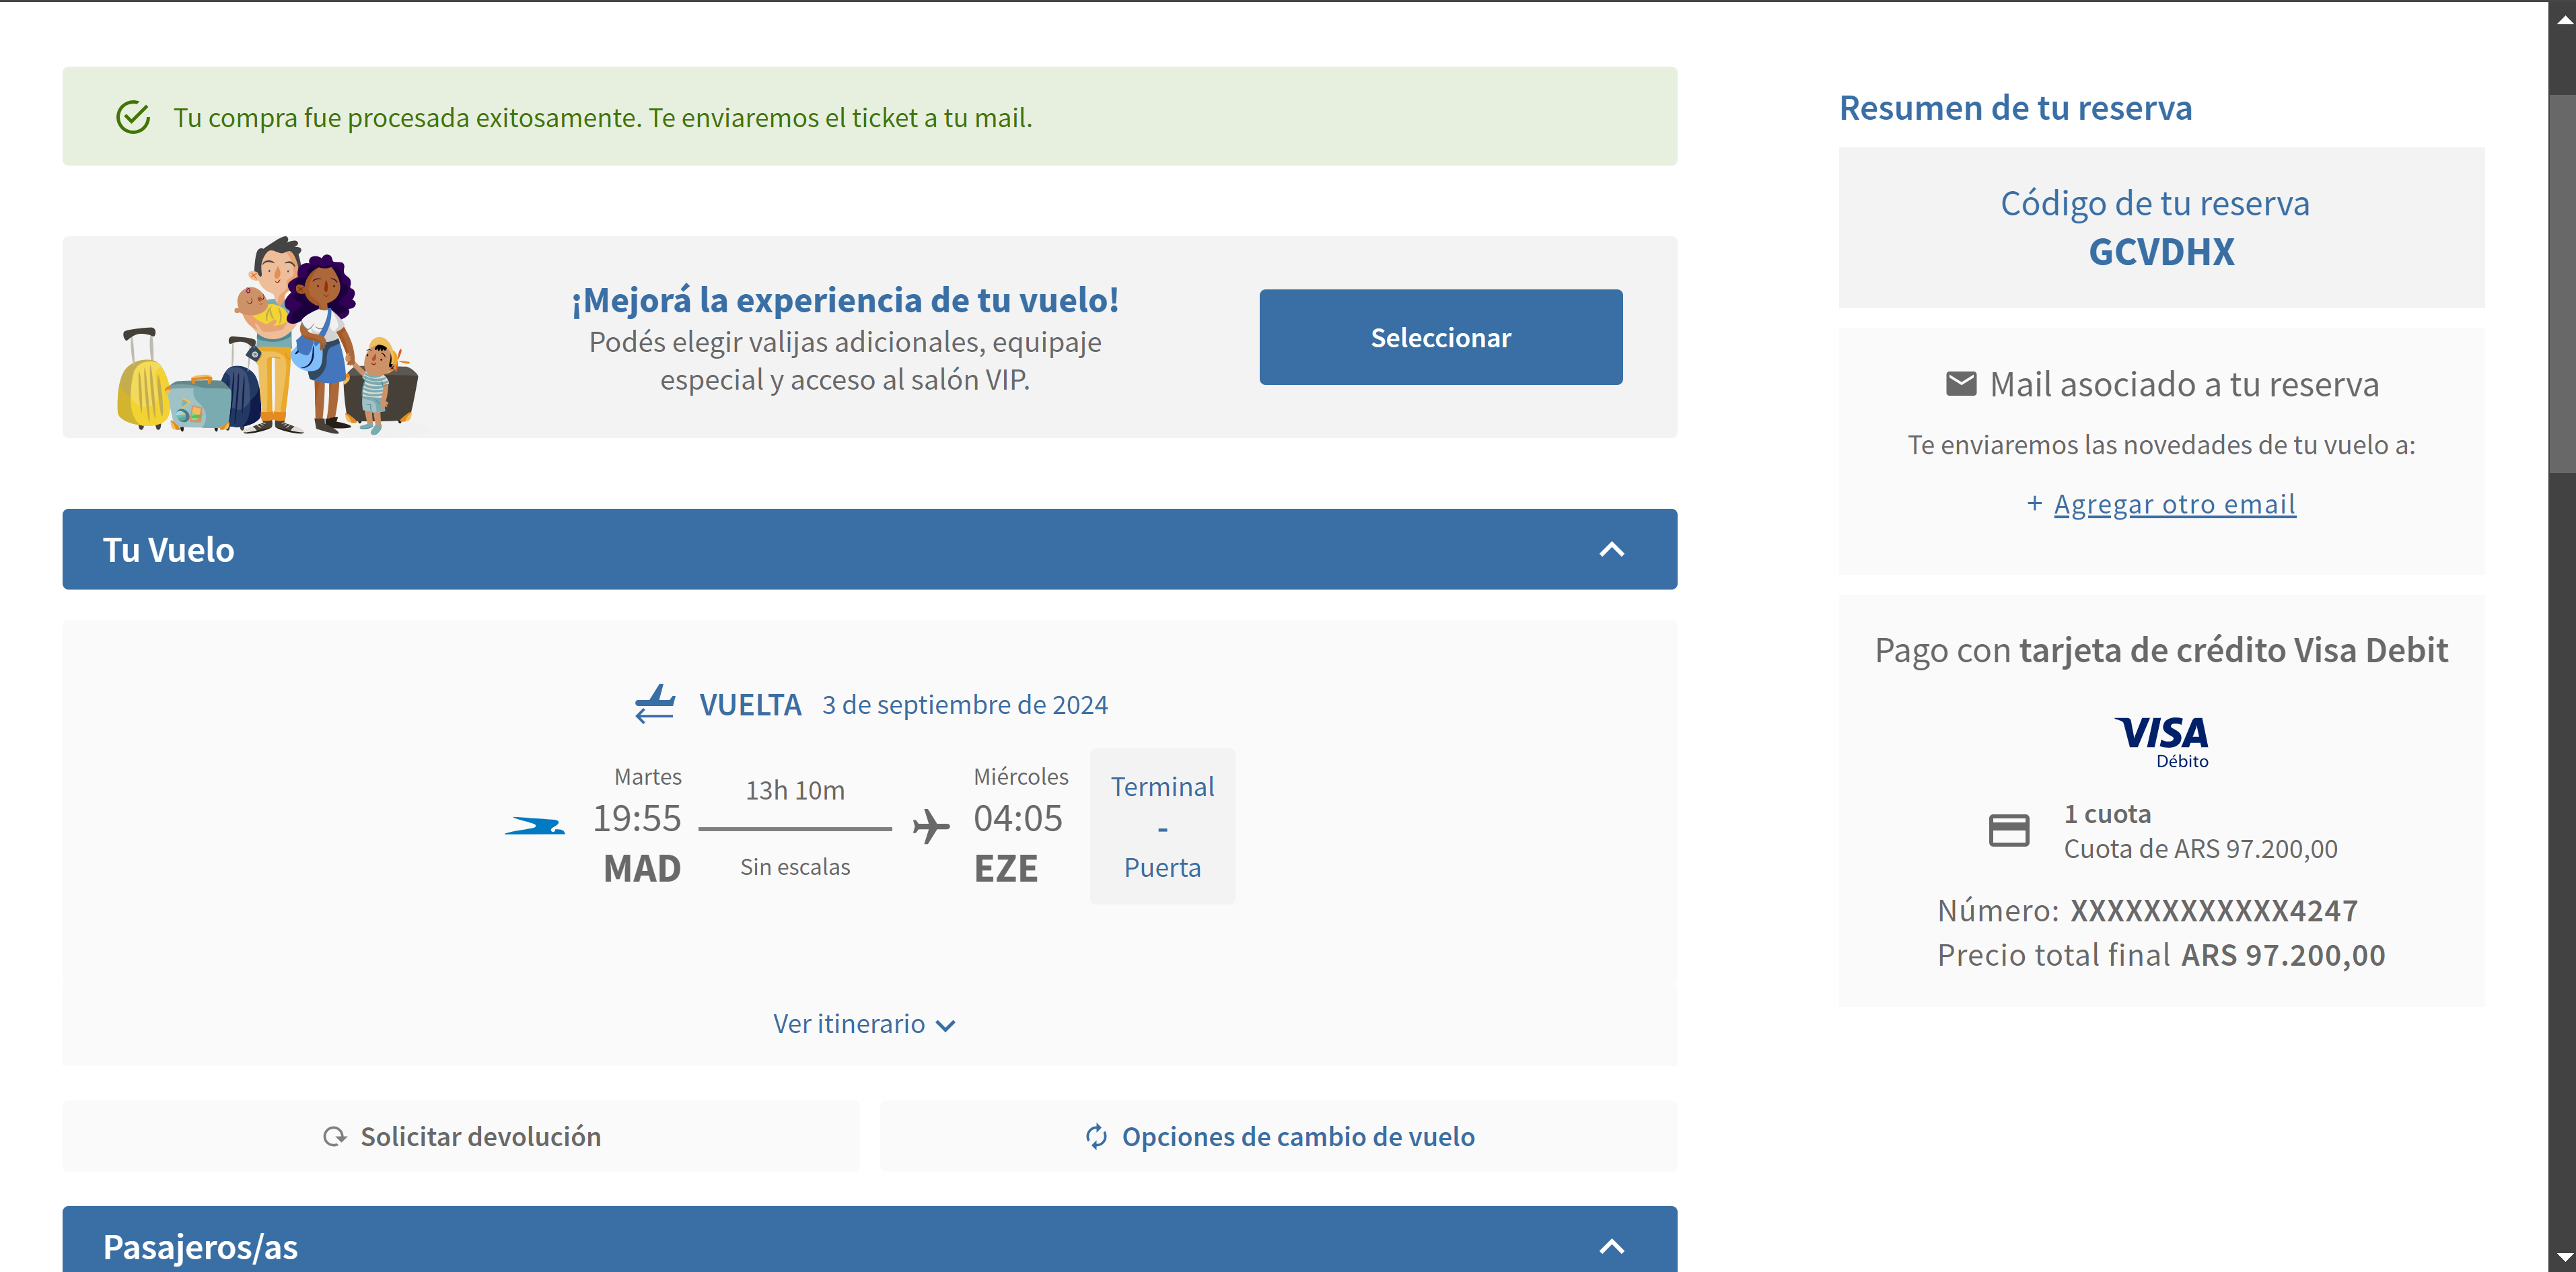 Tu compra fue procesada exitosamente. Te enviaremos el ticket a tu mail.
¡Mejorá la experiencia de tu vuelo!
Podés elegir valijas adicionales, equipaje
especial y acceso al salón VIP.
Seleccionar
Tu Vuelo
VUELTA 3 de septiembre de 2024
Martes
19:55
MAD
13h 10m
Sin escalas
Miércoles
04:05
EZE
Terminal
-
Puerta
Ver itinerario
Solicitar devolución
Opciones de cambio de vuelo
Pasajeros/as
Resumen de tu reserva
Código de tu reserva
GCVDHX
Mail asociado a tu reserva
Te enviaremos las novedades de tu vuelo a:
+ Agregar otro email
Pago con tarjeta de crédito Visa Debit
VISA
Débito
1 cuota
Cuota de ARS 97.200,00
Número: XXXXXXXXXXXX4247
Precio total final ARS 97.200,00